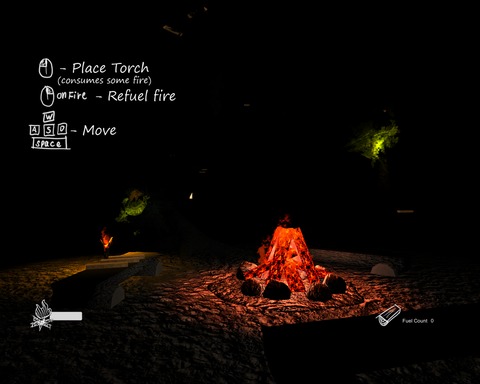 - Place Torch
(consumes some fire)
on Fire - Refuel fire
W
A S D - Move
space
Fuel Count 0